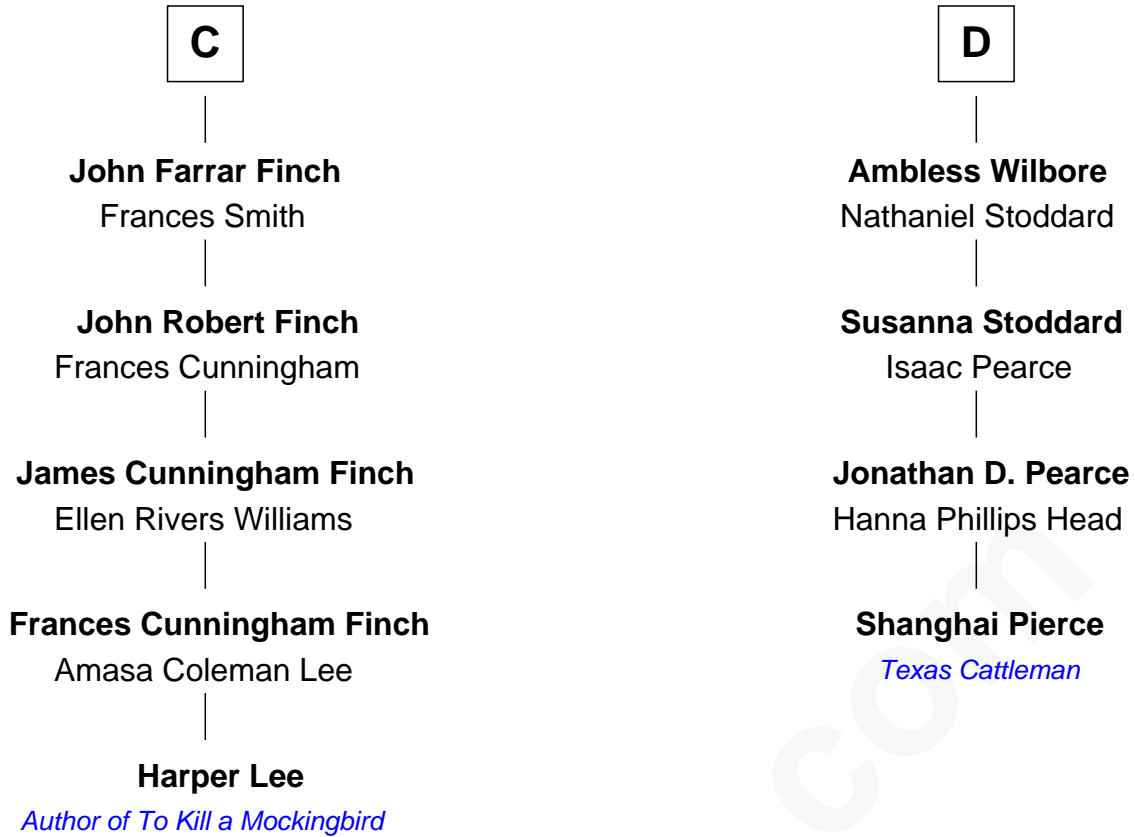 C
John Farrar Finch
Frances Smith
John Robert Finch
Frances Cunningham
James Cunningham Finch
Ellen Rivers Williams
Frances Cunningham Finch
Amasa Coleman Lee
Harper Lee
Author of To Kill a Mockingbird
D
Ambless Wilbore
Nathaniel Stoddard
Susanna Stoddard
Isaac Pearce
Jonathan D. Pearce
Hanna Phillips Head
Shanghai Pierce
Texas Cattleman
com